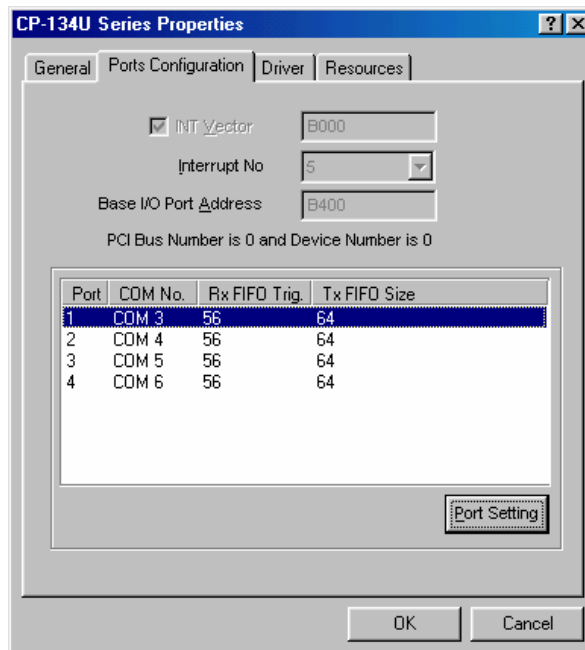 CP-134U Series Properties
General Ports Configuration Driver Resources
INT Vector B000
Interrupt No 5
Base I/O Port Address B400
PCI Bus Number is 0 and Device Number is 0
Port COM No. Rx FIFO Trig. Tx FIFO Size
1 COM 3 56 64
2 COM 4 56 64
3 COM 5 56 64
4 COM 6 56 64
Port Setting
OK Cancel